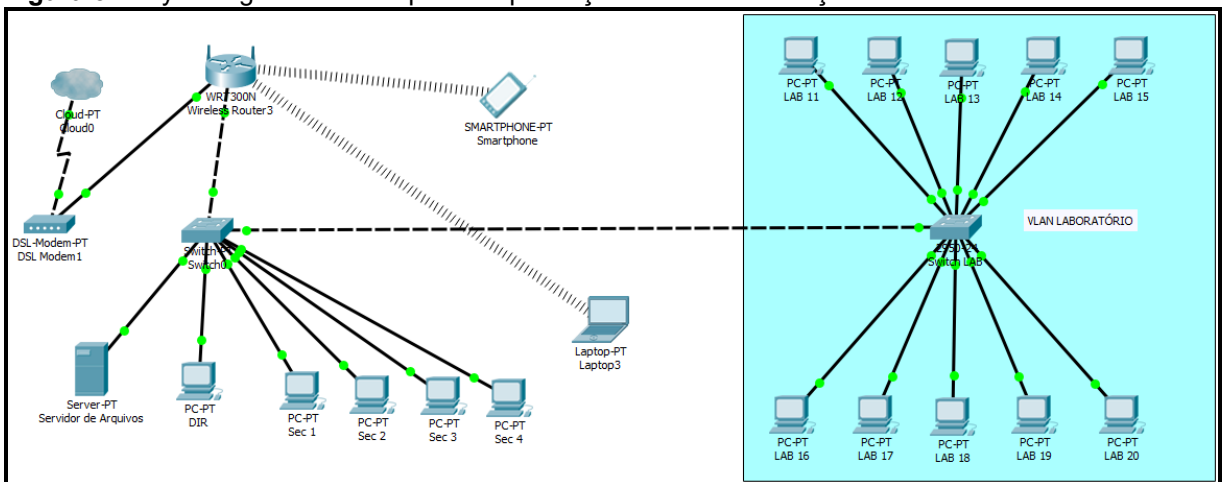 Cloud-PT
Cloud0
WRT300N
Wireless Router3
SMARTPHONE-PT
Smartphone
DSL-Modem-PT
DSL Modem1
Switch0
Laptop-PT
Laptop3
Server-PT
Servidor de Arquivos
PC-PT
DIR
PC-PT
Sec 1
PC-PT
Sec 2
PC-PT
Sec 3
PC-PT
Sec 4
PC-PT
LAB 11
PC-PT
LAB 12
PC-PT
LAB 13
PC-PT
LAB 14
PC-PT
LAB 15
VLAN LABORATÓRIO
2950-24
Switch LAB
PC-PT
LAB 16
PC-PT
LAB 17
PC-PT
LAB 18
PC-PT
LAB 19
PC-PT
LAB 20